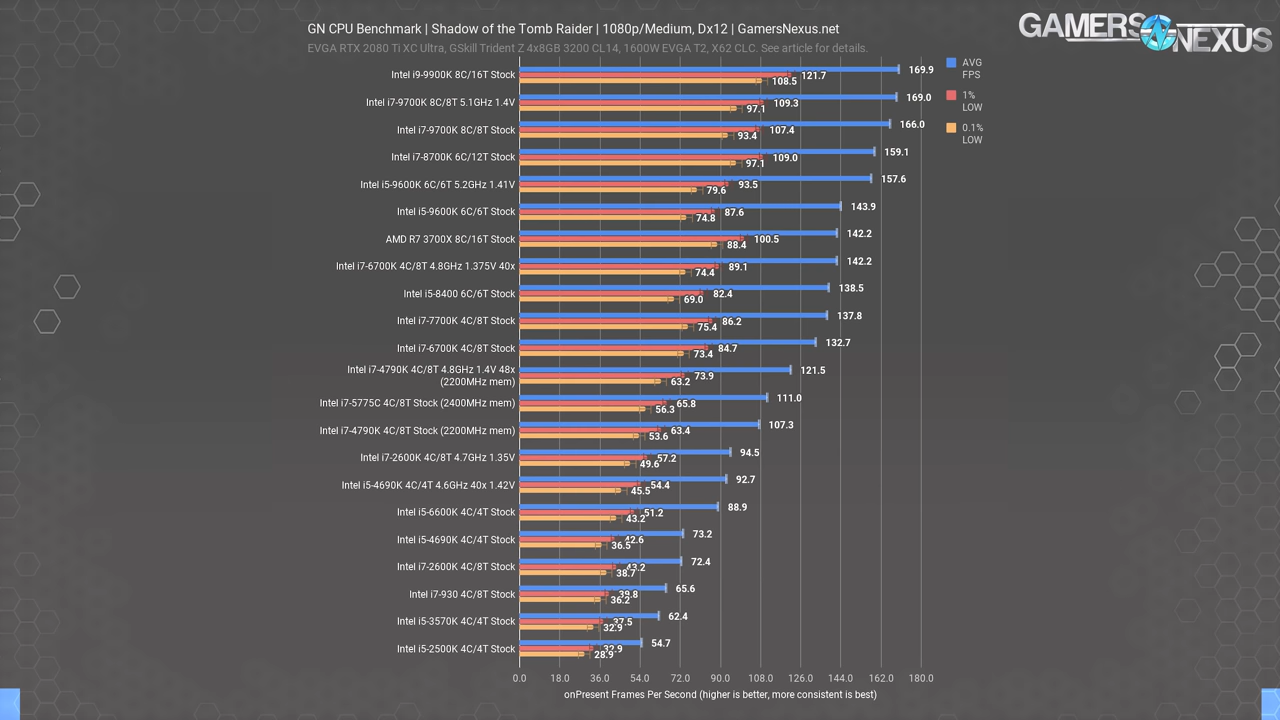 GN CPU Benchmark | Shadow of the Tomb Raider | 1080p/Medium, Dx12 | GamersNexus.net
EVGA RTX 2080 Ti XC Ultra, GSkill Trident Z 4x8GB 3200 CL14, 1600W EVGA T2, X62 CLC. See article for details.
GAMERS NEXUS
AVG FPS
1% LOW
0.1% LOW
Intel i9-9900K 8C/16T Stock 169.9 121.7 108.5
Intel i7-9700K 8C/8T 5.1GHz 1.4V 169.0 109.3 97.1
Intel i7-9700K 8C/8T Stock 166.0 107.4 93.4
Intel i7-8700K 6C/12T Stock 159.1 109.0 97.1
Intel i5-9600K 6C/6T 5.2GHz 1.41V 157.6 93.5 79.6
Intel i5-9600K 6C/6T Stock 143.9 87.6 74.8
AMD R7 3700X 8C/16T Stock 142.2 100.5 88.4
Intel i7-6700K 4C/8T 4.8GHz 1.375V 40x 142.2 89.1 74.4
Intel i5-8400 6C/6T Stock 138.5 82.4 69.0
Intel i7-7700K 4C/8T Stock 137.8 86.2 75.4
Intel i7-6700K 4C/8T Stock 132.7 84.7 73.4
Intel i7-4790K 4C/8T 4.8GHz 1.4V 48x
(2200MHz mem) 121.5 73.9 63.2
Intel i7-5775C 4C/8T Stock (2400MHz mem) 111.0 65.8 56.3
Intel i7-4790K 4C/8T Stock (2200MHz mem) 107.3 63.4 53.6
Intel i7-2600K 4C/8T 4.7GHz 1.35V 94.5 57.2 49.6
Intel i5-4690K 4C/4T 4.6GHz 40x 1.42V 92.7 54.4 45.5
Intel i5-6600K 4C/4T Stock 88.9 51.2 43.2
Intel i5-4690K 4C/4T Stock 73.2 42.6 36.5
Intel i7-2600K 4C/8T Stock 72.4 43.2 38.7
Intel i7-930 4C/8T Stock 65.6 39.8 36.2
Intel i5-3570K 4C/4T Stock 62.4 37.5 32.9
Intel i5-2500K 4C/4T Stock 54.7 32.9 28.9
0.0 18.0 36.0 54.0 72.0 90.0 108.0 126.0 144.0 162.0 180.0
onPresent Frames Per Second (higher is better, more consistent is best)